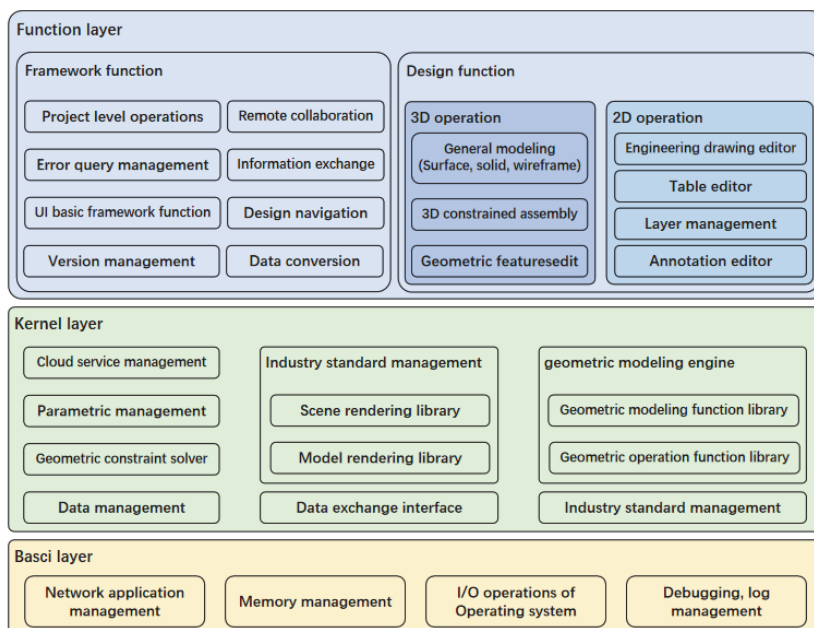 Function layer
Framework function
Project level operations
Remote collaboration
Error query management
Information exchange
UI basic framework function
Design navigation
Version management
Data conversion
Design function
3D operation
General modeling
(Surface, solid, wireframe)
3D constrained assembly
Geometric featuresedit
2D operation
Engineering drawing editor
Table editor
Layer management
Annotation editor
Kernel layer
Cloud service management
Parametric management
Geometric constraint solver
Data management
Industry standard management
Scene rendering library
Model rendering library
Data exchange interface
geometric modeling engine
Geometric modeling function library
Geometric operation function library
Industry standard management
Basci layer
Network application
management
Memory management
I/O operations of
Operating system
Debugging, log
management